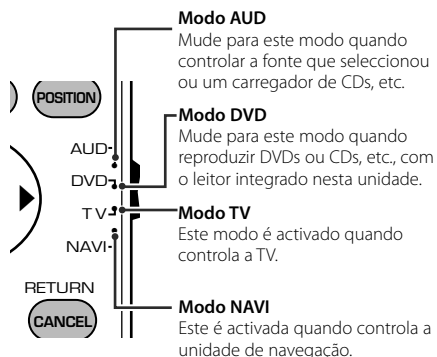 Modo AUD
Mude para este modo quando
controlar a fonte que seleccionou
ou um carregador de CDs, etc.
POSITION
Modo DVD
Mude para este modo quando
reproduzir DVDs ou CDs, etc., com
o leitor integrado nesta unidade.
AUD
DVD
TV
NAVI
Modo TV
Este modo é activado quando
controla a TV.
RETURN
CANCEL
Modo NAVI
Este é activada quando controla a
unidade de navegação.